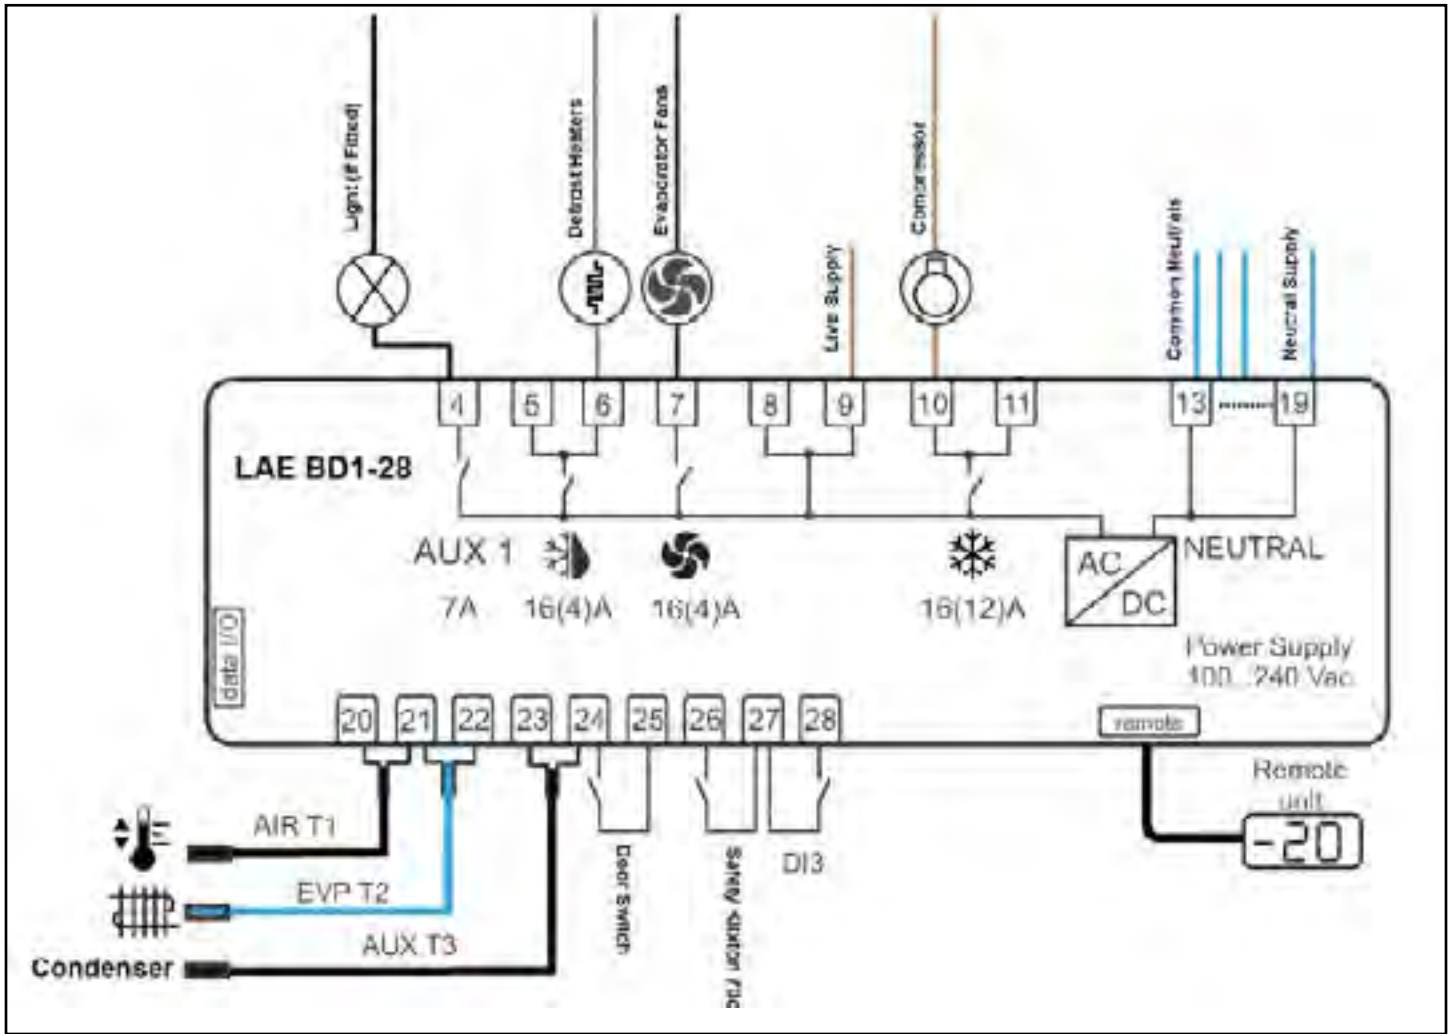 Light (if Fitted)
Defrost Heaters
Evaporator Fans
Live Supply
Compressor
Common Neutrals
Neutral Supply
4 5 6 7 8 9 10 11 13 19
LAE BD1-28
AUX 1
7A 16(4)A 16(4)A 16(12)A
AC
DC
NEUTRAL
Power Supply
100...240 Vac
data I/O
20 21 22 23 24 25 26 27 28
remote
Remote
unit
-20
AIR T1
EVP T2
AUX T3
Condenser
Door Switch
Safety
DI3